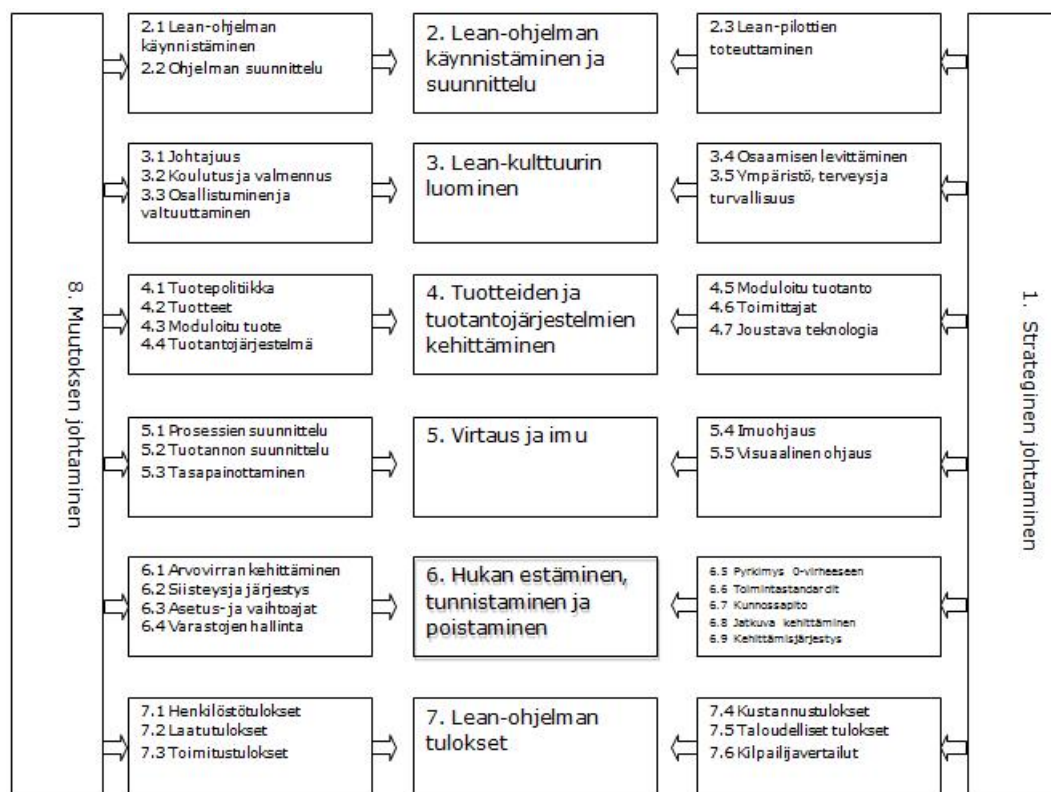 2.1 Lean-ohjelman
käynnistäminen
2.2 Ohjelman suunnittelu
2. Lean-ohjelman
käynnistäminen ja
suunnittelu
2.3 Lean-pilottien
toteuttaminen
3.1 Johtajuus
3.2 Koulutus ja valmennus
3.3 Osallistuminen ja
valtuuttaminen
3. Lean-kulttuurin
luominen
3.4 Osaamisen levittäminen
3.5 Ympäristö, terveys ja
turvallisuus
8. Muutoksen johtaminen
4.1 Tuotepolitiikka
4.2 Tuotteet
4.3 Moduloitu tuote
4.4 Tuotantojärjestelmä
4. Tuotteiden ja
tuotantojärjestelmien
kehittäminen
4.5 Moduloitu tuotanto
4.6 Toimittajat
4.7 Joustava teknologia
1. Strateginen johtaminen
5.1 Prosessien suunnittelu
5.2 Tuotannon suunnittelu
5.3 Tasapainottaminen
5. Virtaus ja imu
5.4 Imuohjaus
5.5 Visuaalinen ohjaus
6.1 Arvovirran kehittäminen
6.2 Siisteys ja järjestys
6.3 Asetus- ja vaihtoajat
6.4 Varastojen hallinta
6. Hukan estäminen,
tunnistaminen ja
poistaminen
6.5 Pyrkimys 0-virheeseen
6.6 Toimintastandardit
6.7 Kunnossapito
6.8 Jatkuva kehittäminen
6.9 Kehittämisjärjestys
7.1 Henkilöstötulokset
7.2 Laatutulokset
7.3 Toimitustulokset
7. Lean-ohjelman
tulokset
7.4 Kustannustulokset
7.5 Taloudelliset tulokset
7.6 Kilpailijavertailut